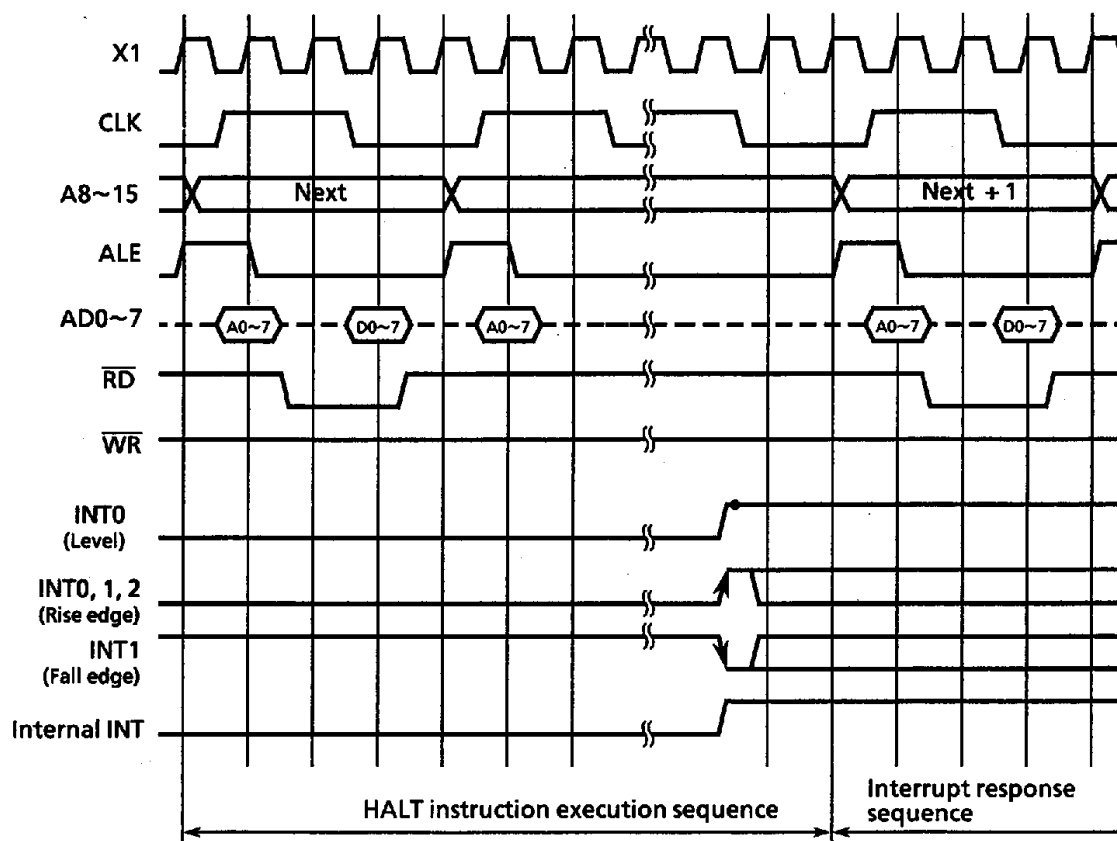 X1
CLK
A8~15
Next
Next + 1
ALE
AD0~7
A0~7
D0~7
A0~7
A0~7
D0~7
RD
WR
INT0
(Level)
INT0, 1, 2
(Rise edge)
INT1
(Fall edge)
Internal INT
HALT instruction execution sequence
Interrupt response
sequence